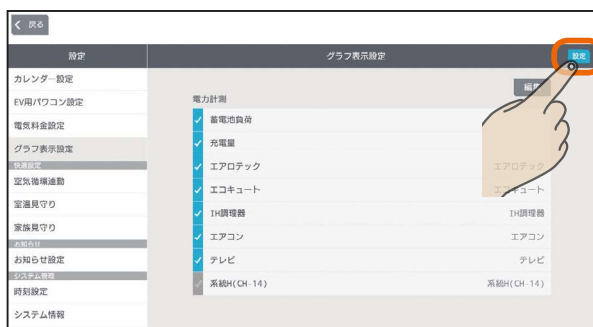 戻る
設定
グラフ表示設定
設定
カレンダー設定
EV用パワコン設定
電気料金設定
グラフ表示設定
快適設定
空気循環連動
室温見守り
家族見守り
お知らせ
お知らせ設定
システム管理
時刻設定
システム情報
電力計測
蓄電池負荷
充電量
エアロテック エアロテック
エコキュート エコキュート
IH調理器 IH調理器
エアコン エアコン
テレビ テレビ
系統H(CH-14) 系統H(CH-14)